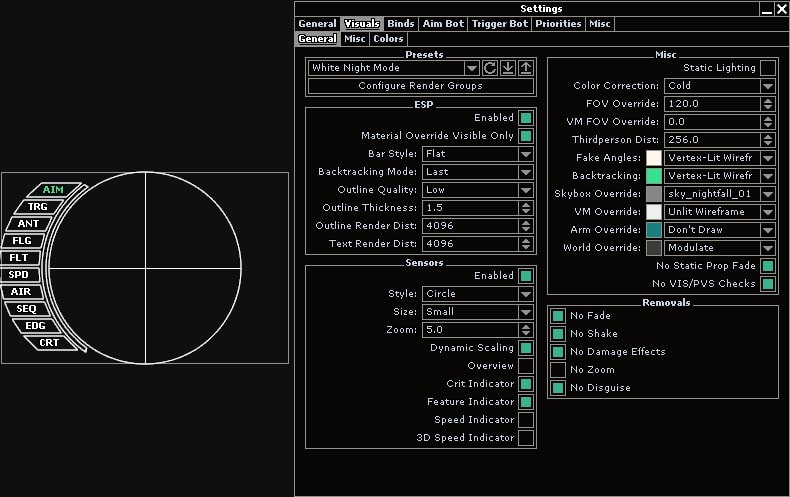 Settings
General Visuals Binds Aim Bot Trigger Bot Priorities Misc
General Misc Colors
Presets
White Night Mode
Configure Render Groups
ESP
Enabled
Material Override Visible Only
Bar Style: Flat
Backtracking Mode: Last
Outline Quality: Low
Outline Thickness: 1.5
Outline Render Dist: 4096
Text Render Dist: 4096
Sensors
Enabled
Style: Circle
Size: Small
Zoom: 5.0
Dynamic Scaling
Overview
Crit Indicator
Feature Indicator
Speed Indicator
3D Speed Indicator
Misc
Static Lighting
Color Correction: Cold
FOV Override: 120.0
VM FOV Override: 0.0
Thirdperson Dist: 256.0
Fake Angles: Vertex-Lit Wirefr
Backtracking: Vertex-Lit Wirefr
Skybox Override: sky_nightfall_01
VM Override: Unlit Wireframe
Arm Override: Don't Draw
World Override: Modulate
No Static Prop Fade
No VIS/PVS Checks
Removals
No Fade
No Shake
No Damage Effects
No Zoom
No Disguise
AIM
TRG
ANT
FLG
FLT
SPD
AIR
SEQ
EDG
CRT